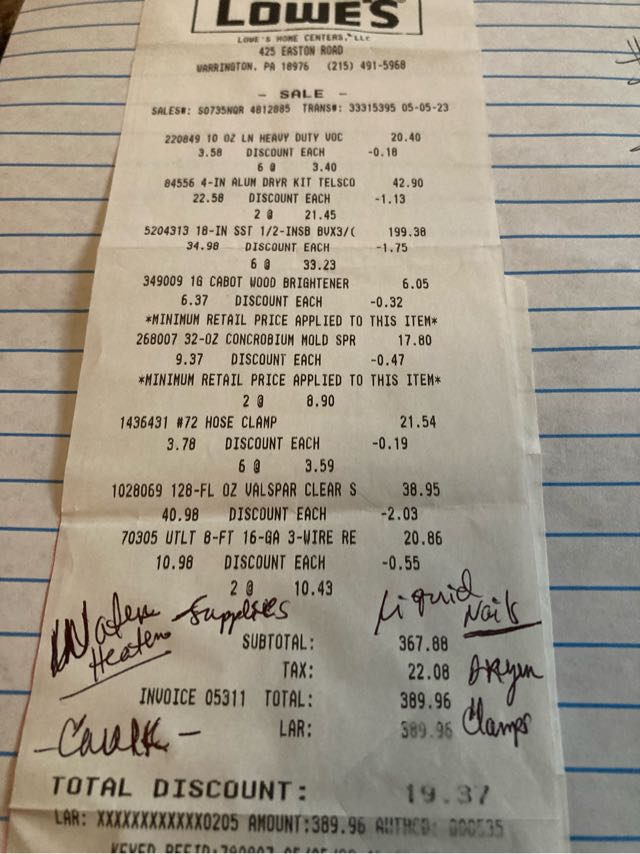 LOWE'S
LOWE'S HOME CENTERS, LLC
425 EASTON ROAD
WARRINGTON, PA 18976 (215) 491-5968
- SALE -
SALES#: S0735NQR 4812885 TRANS#: 33315395 05-05-23
220849 10 OZ LN HEAVY DUTY VOC 20.40
3.58 DISCOUNT EACH -0.18
6 @ 3.40
84556 4-IN ALUM DRYR KIT TELSCO 42.90
22.58 DISCOUNT EACH -1.13
2 @ 21.45
5204313 18-IN SST 1/2-INSB BVX3/( 199.38
34.98 DISCOUNT EACH -1.75
6 @ 33.23
349009 1G CABOT WOOD BRIGHTENER 6.05
6.37 DISCOUNT EACH -0.32
*MINIMUM RETAIL PRICE APPLIED TO THIS ITEM*
268007 32-OZ CONCROBIUM MOLD SPR 17.80
9.37 DISCOUNT EACH -0.47
*MINIMUM RETAIL PRICE APPLIED TO THIS ITEM*
2 @ 8.90
1436431 #72 HOSE CLAMP 21.54
3.78 DISCOUNT EACH -0.19
6 @ 3.59
1028069 128-FL OZ VALSPAR CLEAR S 38.95
40.98 DISCOUNT EACH -2.03
70305 UTLT 8-FT 16-GA 3-WIRE RE 20.86
10.98 DISCOUNT EACH -0.55
2 @ 10.43
Water Supplies Liquid
Heater Nails
SUBTOTAL: 367.88
TAX: 22.08 Dryer
INVOICE 05311 TOTAL: 389.96
LAR: 389.96 Clamps
- Caulk -
TOTAL DISCOUNT: 19.37
LAR: XXXXXXXXXXXX0205 AMOUNT:389.96 AUTHCD: 000535